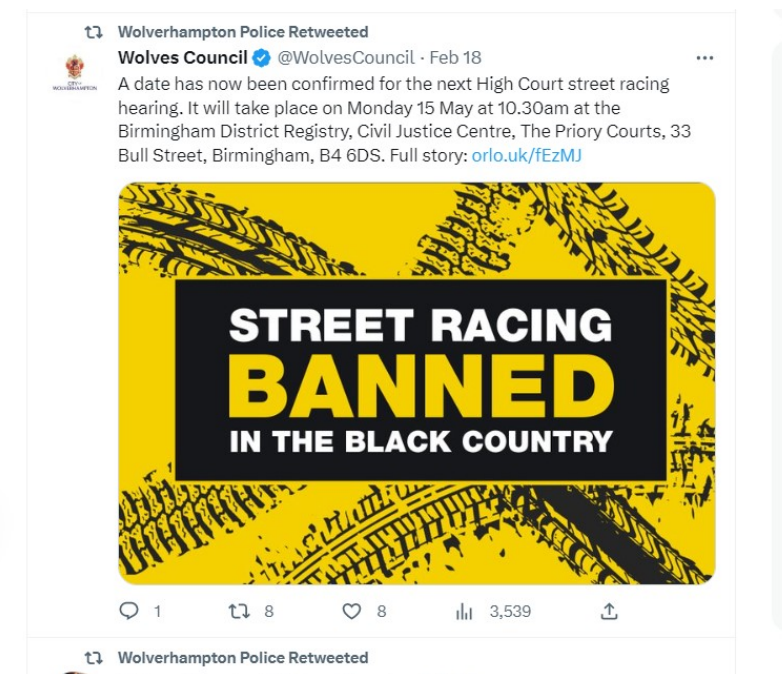 Wolverhampton Police Retweeted
Wolves Council @WolvesCouncil · Feb 18
A date has now been confirmed for the next High Court street racing
hearing. It will take place on Monday 15 May at 10.30am at the
Birmingham District Registry, Civil Justice Centre, The Priory Courts, 33
Bull Street, Birmingham, B4 6DS. Full story: orlo.uk/fEzMJ
CITY OF
WOLVERHAMPTON
STREET RACING
BANNED
IN THE BLACK COUNTRY
1 8 8 3,539
Wolverhampton Police Retweeted